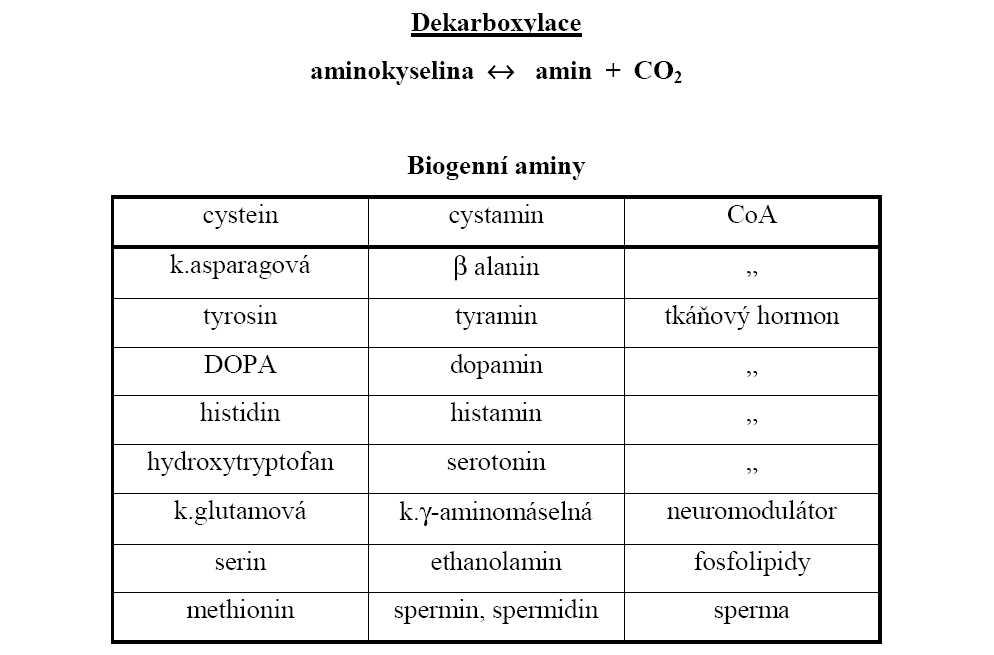 Dekarboxylace
aminokyselina ↔ amin + CO₂
Biogenní aminy
cystein cystamin CoA
k.asparagová β alanin ,,
tyrosin tyramin tkáňový hormon
DOPA dopamin ,,
histidin histamin ,,
hydroxytryptofan serotonin ,,
k.glutamová k.γ-aminomáselná neuromodulátor
serin ethanolamin fosfolipidy
methionin spermin, spermidin sperma